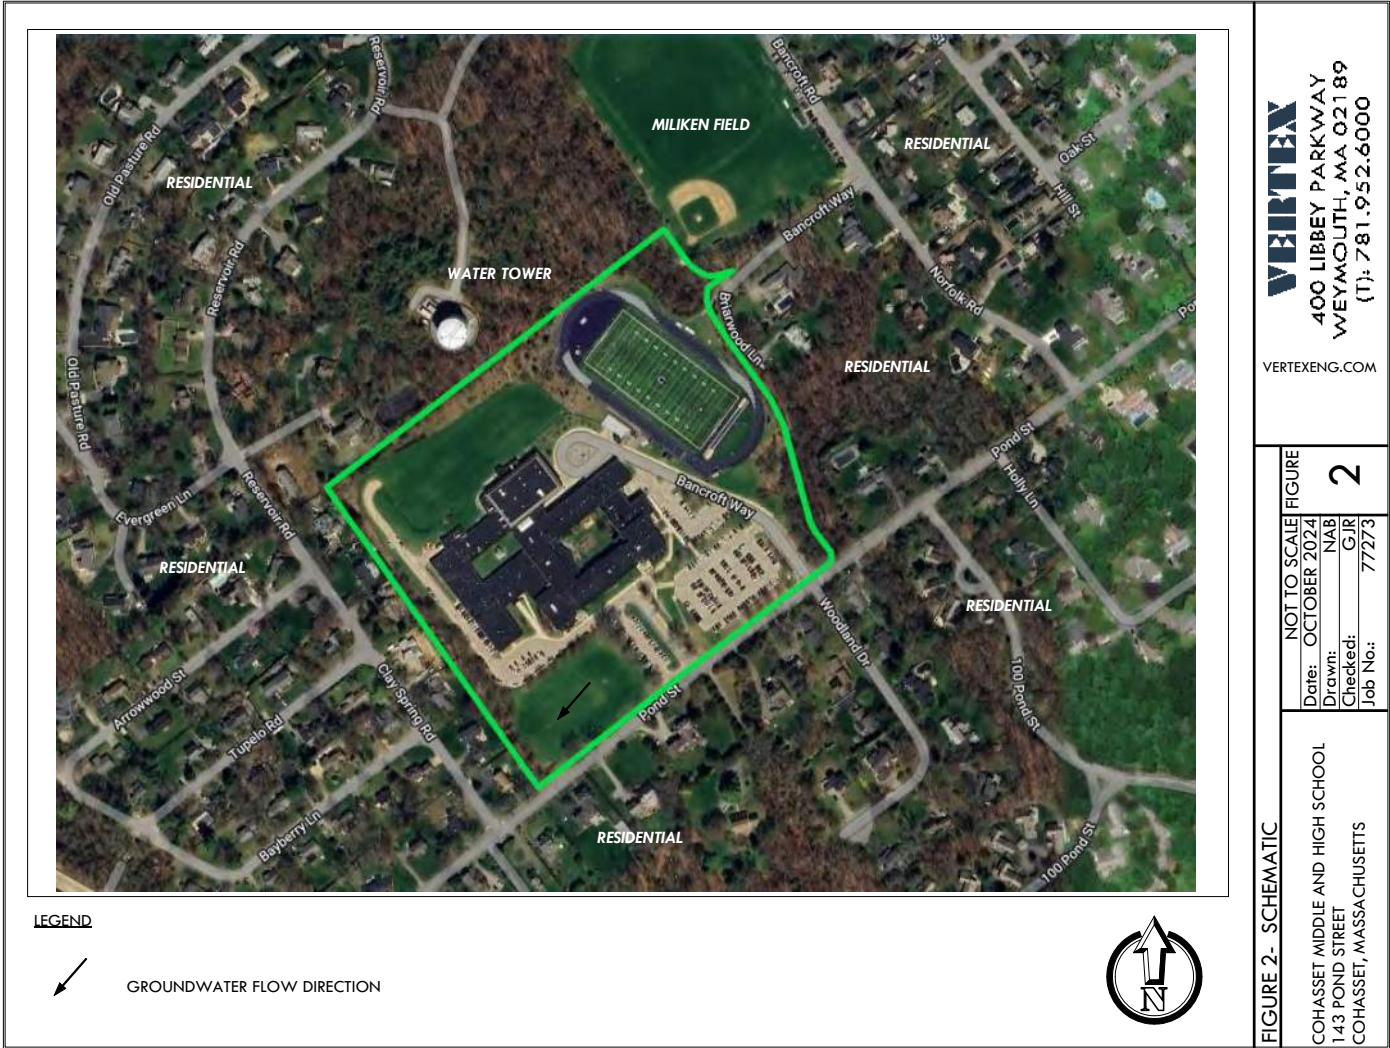 Reservoir Rd
Bancroft Rd
St
MILIKEN FIELD
RESIDENTIAL
Oak St
Old Pasture Rd
RESIDENTIAL
Hill St
Bancroft Way
Reservoir Rd
WATER TOWER
Norfolk Rd
Briarwood Ln
Po
RESIDENTIAL
Old Pasture Rd
Pond St
Holly Ln
Evergreen Ln
Reservoir Rd
Bancroft Way
RESIDENTIAL
RESIDENTIAL
Woodland Dr
Arrowwood St
Clay Spring Rd
100 Pond St
Pond St
Tupelo Rd
Bayberry Ln
RESIDENTIAL
100 Pond St
LEGEND
GROUNDWATER FLOW DIRECTION
N
VERTEX
400 LIBBEY PARKWAY
WEYMOUTH, MA 02189
(T): 781.952.6000
VERTEXENG.COM
FIGURE
2
NOT TO SCALE
Date: OCTOBER 2024
Drawn: NAB
Checked: GJR
Job No.: 77273
FIGURE 2- SCHEMATIC
COHASSET MIDDLE AND HIGH SCHOOL
143 POND STREET
COHASSET, MASSACHUSETTS